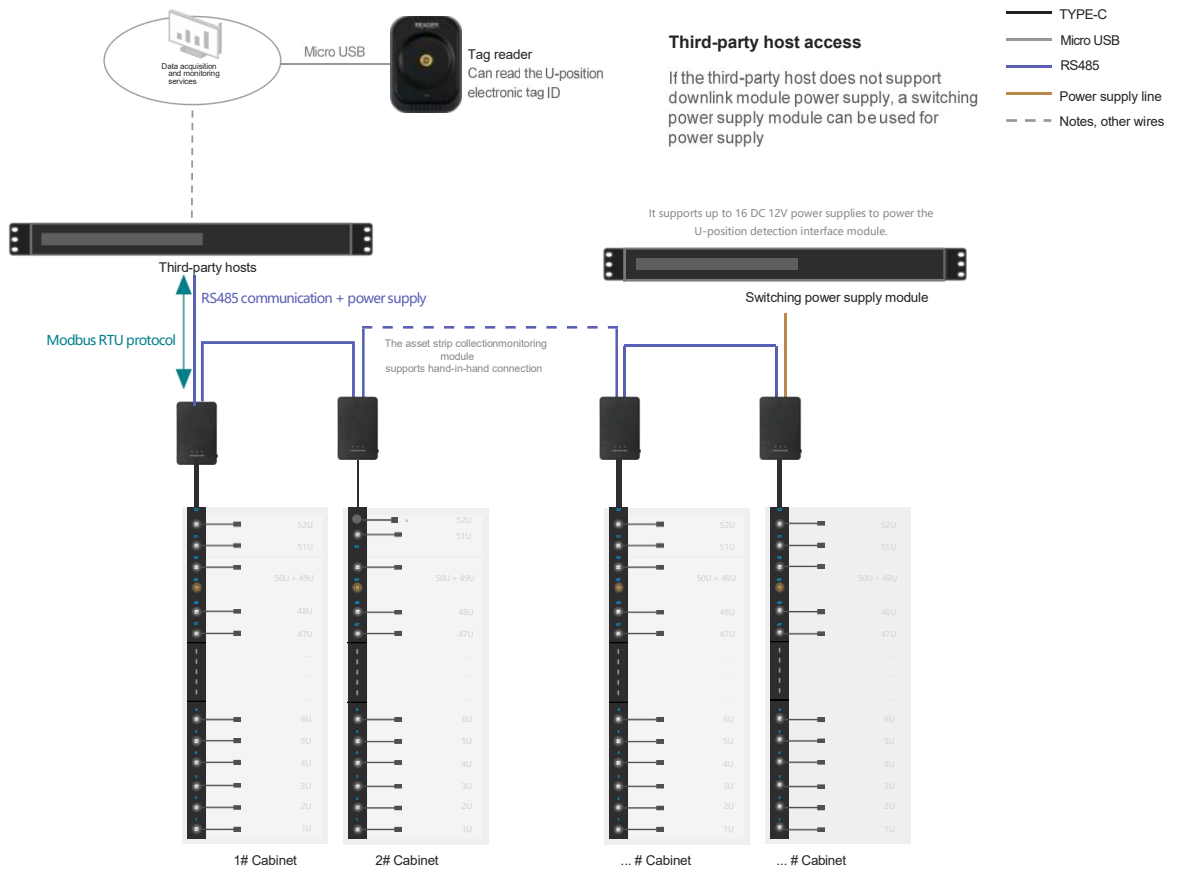 Data acquisition
and monitoring
services
Micro USB
READER
Tag reader
Can read the U-position
electronic tag ID
Third-party host access
If the third-party host does not support
downlink module power supply, a switching
power supply module can be used for
power supply
TYPE-C
Micro USB
RS485
Power supply line
Notes, other wires
It supports up to 16 DC 12V power supplies to power the
U-position detection interface module.
Third-party hosts
Switching power supply module
RS485 communication + power supply
Modbus RTU protocol
The asset strip collectionmonitoring
module
supports hand-in-hand connection
52U
51U
50U + 49U
48U
47U
...
...
...
6U
5U
4U
3U
2U
1U
1# Cabinet
52U
51U
50U + 49U
48U
47U
...
...
...
6U
5U
4U
3U
2U
1U
2# Cabinet
52U
51U
50U + 49U
48U
47U
...
...
...
6U
5U
4U
3U
2U
1U
... # Cabinet
52U
51U
50U + 49U
48U
47U
...
...
...
6U
5U
4U
3U
2U
1U
... # Cabinet